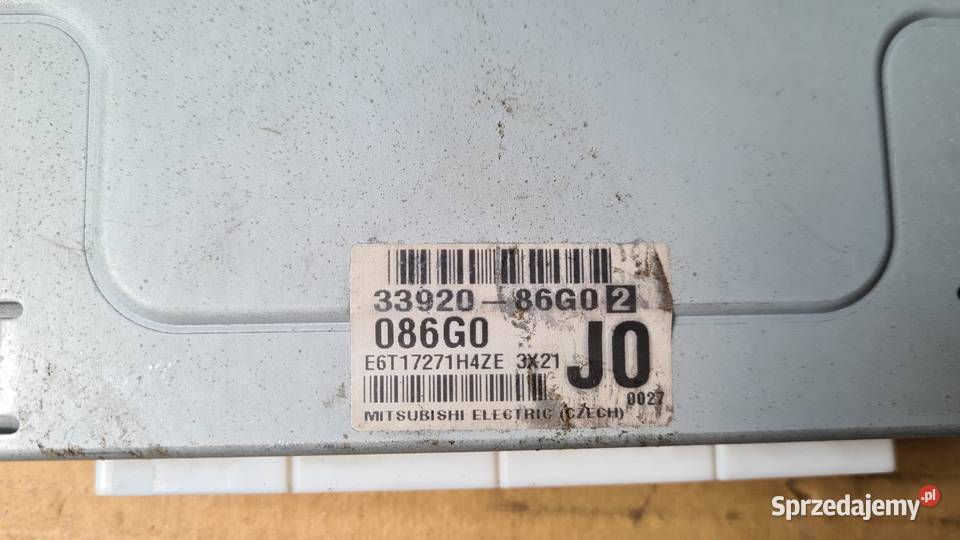 33920-86G0 2
086G0
E6T17271H4ZE 3X21
J0
0027
MITSUBISHI ELECTRIC (CZECH)
Sprzedajemy.pl